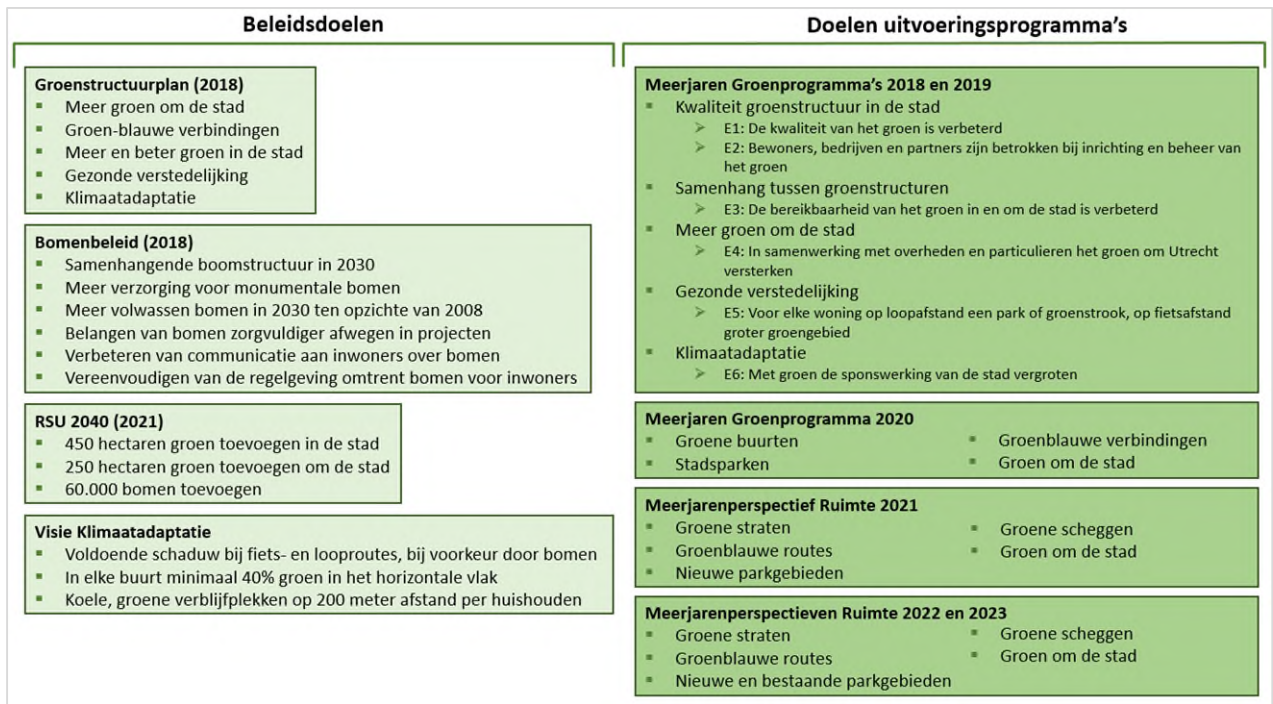 Beleidsdoelen
Groenstructuurplan (2018)
▪ Meer groen om de stad
▪ Groen-blauwe verbindingen
▪ Meer en beter groen in de stad
▪ Gezonde verstedelijking
▪ Klimaatadaptatie
Bomenbeleid (2018)
▪ Samenhangende boomstructuur in 2030
▪ Meer verzorging voor monumentale bomen
▪ Meer volwassen bomen in 2030 ten opzichte van 2008
▪ Belangen van bomen zorgvuldiger afwegen in projecten
▪ Verbeteren van communicatie aan inwoners over bomen
▪ Vereenvoudigen van de regelgeving omtrent bomen voor inwoners
RSU 2040 (2021)
▪ 450 hectaren groen toevoegen in de stad
▪ 250 hectaren groen toevoegen om de stad
▪ 60.000 bomen toevoegen
Visie Klimaatadaptatie
▪ Voldoende schaduw bij fiets- en looproutes, bij voorkeur door bomen
▪ In elke buurt minimaal 40% groen in het horizontale vlak
▪ Koele, groene verblijfplekken op 200 meter afstand per huishouden
Doelen uitvoeringsprogramma's
Meerjaren Groenprogramma's 2018 en 2019
▪ Kwaliteit groenstructuur in de stad
➢ E1: De kwaliteit van het groen is verbeterd
➢ E2: Bewoners, bedrijven en partners zijn betrokken bij inrichting en beheer van
het groen
▪ Samenhang tussen groenstructuren
➢ E3: De bereikbaarheid van het groen in en om de stad is verbeterd
▪ Meer groen om de stad
➢ E4: In samenwerking met overheden en particulieren het groen om Utrecht
versterken
▪ Gezonde verstedelijking
➢ E5: Voor elke woning op loopafstand een park of groenstrook, op fietsafstand
groter groengebied
▪ Klimaatadaptatie
➢ E6: Met groen de sponswerking van de stad vergroten
Meerjaren Groenprogramma 2020
▪ Groene buurten
▪ Stadsparken
▪ Groenblauwe verbindingen
▪ Groen om de stad
Meerjarenperspectief Ruimte 2021
▪ Groene straten
▪ Groenblauwe routes
▪ Nieuwe parkgebieden
▪ Groene scheggen
▪ Groen om de stad
Meerjarenperspectieven Ruimte 2022 en 2023
▪ Groene straten
▪ Groenblauwe routes
▪ Nieuwe en bestaande parkgebieden
▪ Groene scheggen
▪ Groen om de stad